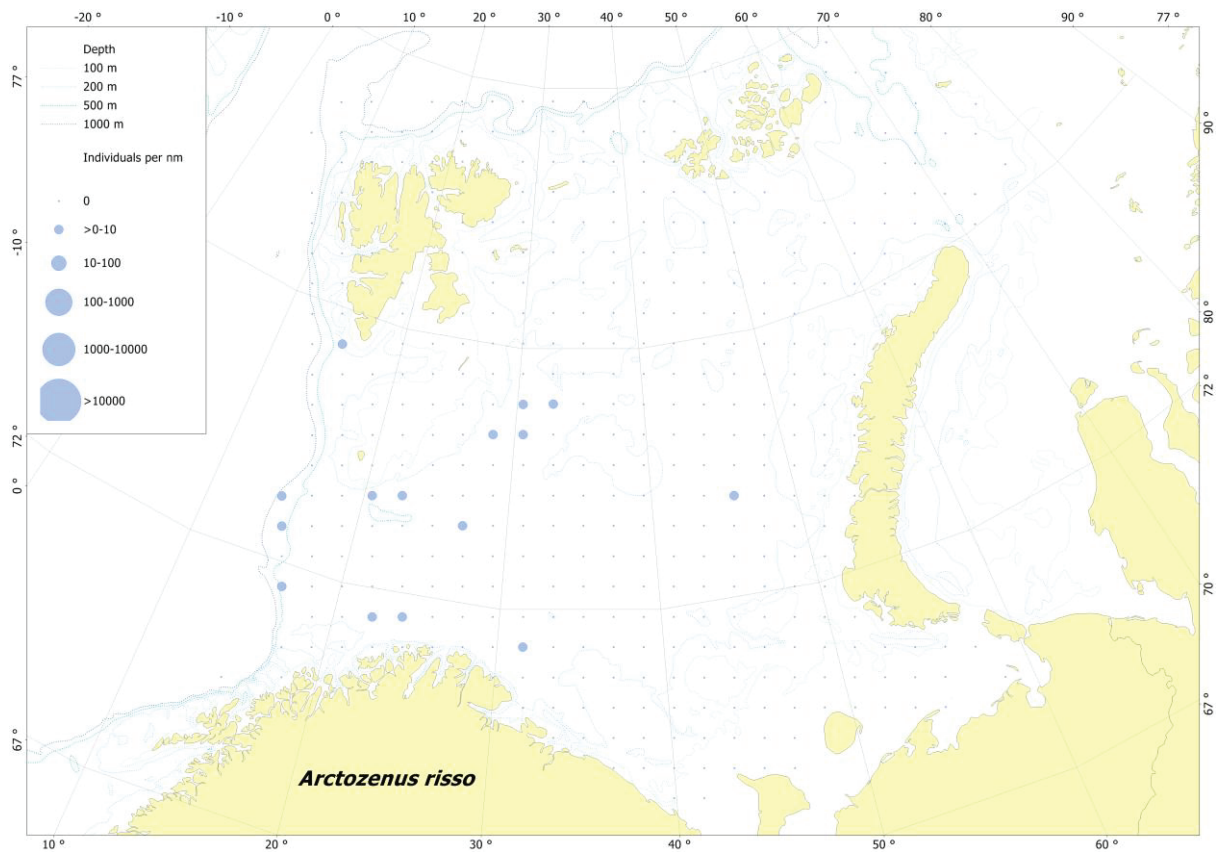 -20 ° -10 ° 0 ° 10 ° 20 ° 30 ° 40 ° 50 ° 60 ° 70 ° 80 ° 90 ° 77 °
Depth
100 m
200 m
500 m
1000 m
Individuals per nm
0
>0-10
10-100
100-1000
1000-10000
>10000
77 °
-10 °
72 °
0 °
67 °
90 °
80 °
72 °
70 °
67 °
Arctozenus risso
10 ° 20 ° 30 ° 40 ° 50 ° 60 °